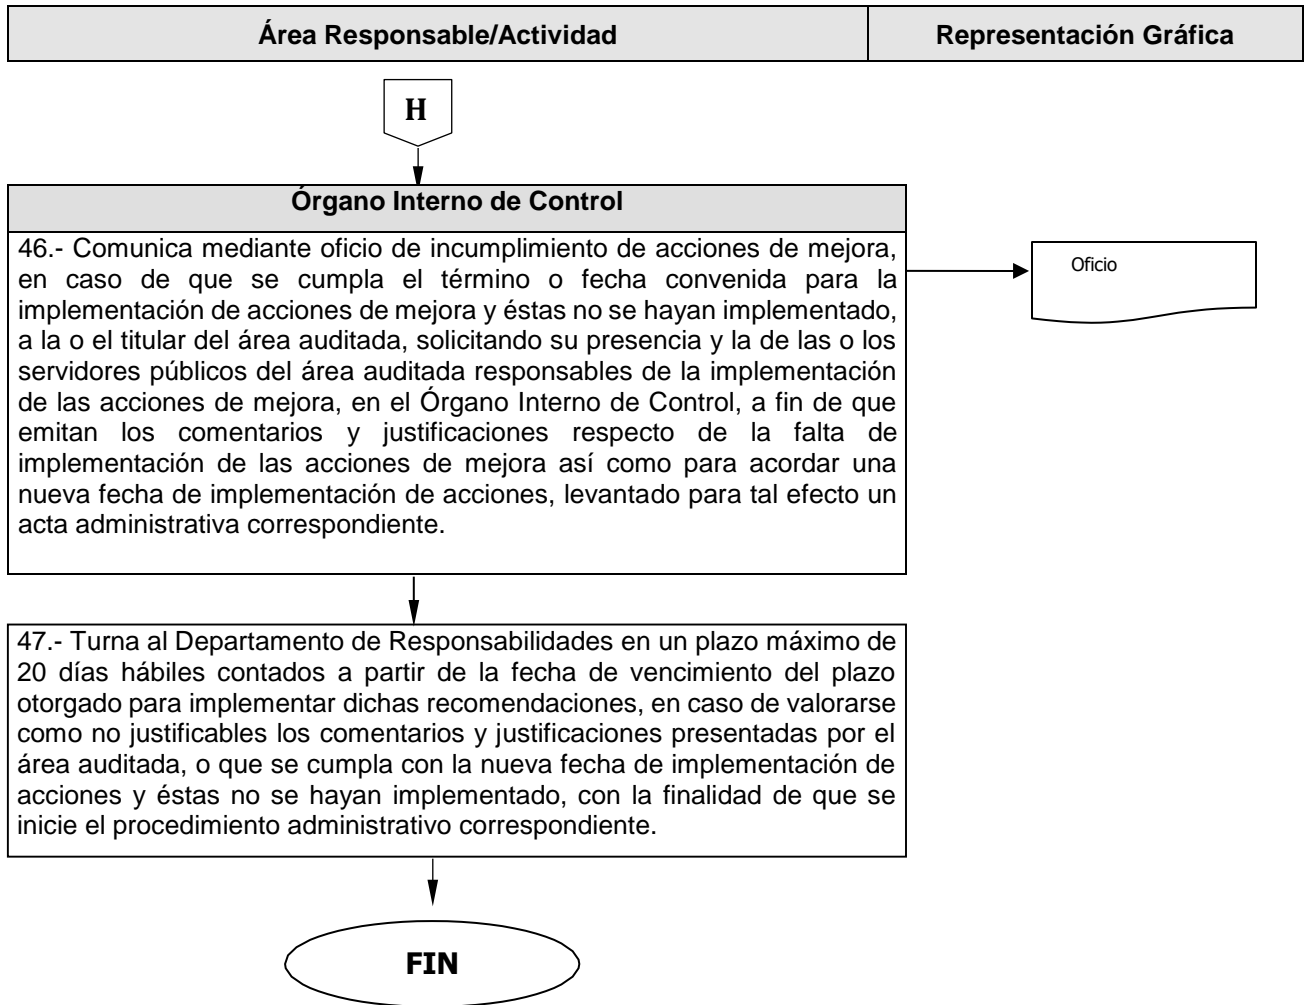 Área Responsable/Actividad
Representación Gráfica
H
Órgano Interno de Control
46.- Comunica mediante oficio de incumplimiento de acciones de mejora,
en caso de que se cumpla el término o fecha convenida para la
implementación de acciones de mejora y éstas no se hayan implementado,
a la o el titular del área auditada, solicitando su presencia y la de las o los
servidores públicos del área auditada responsables de la implementación
de las acciones de mejora, en el Órgano Interno de Control, a fin de que
emitan los comentarios y justificaciones respecto de la falta de
implementación de las acciones de mejora así como para acordar una
nueva fecha de implementación de acciones, levantado para tal efecto un
acta administrativa correspondiente.
Oficio
47.- Turna al Departamento de Responsabilidades en un plazo máximo de
20 días hábiles contados a partir de la fecha de vencimiento del plazo
otorgado para implementar dichas recomendaciones, en caso de valorarse
como no justificables los comentarios y justificaciones presentadas por el
área auditada, o que se cumpla con la nueva fecha de implementación de
acciones y éstas no se hayan implementado, con la finalidad de que se
inicie el procedimiento administrativo correspondiente.
FIN